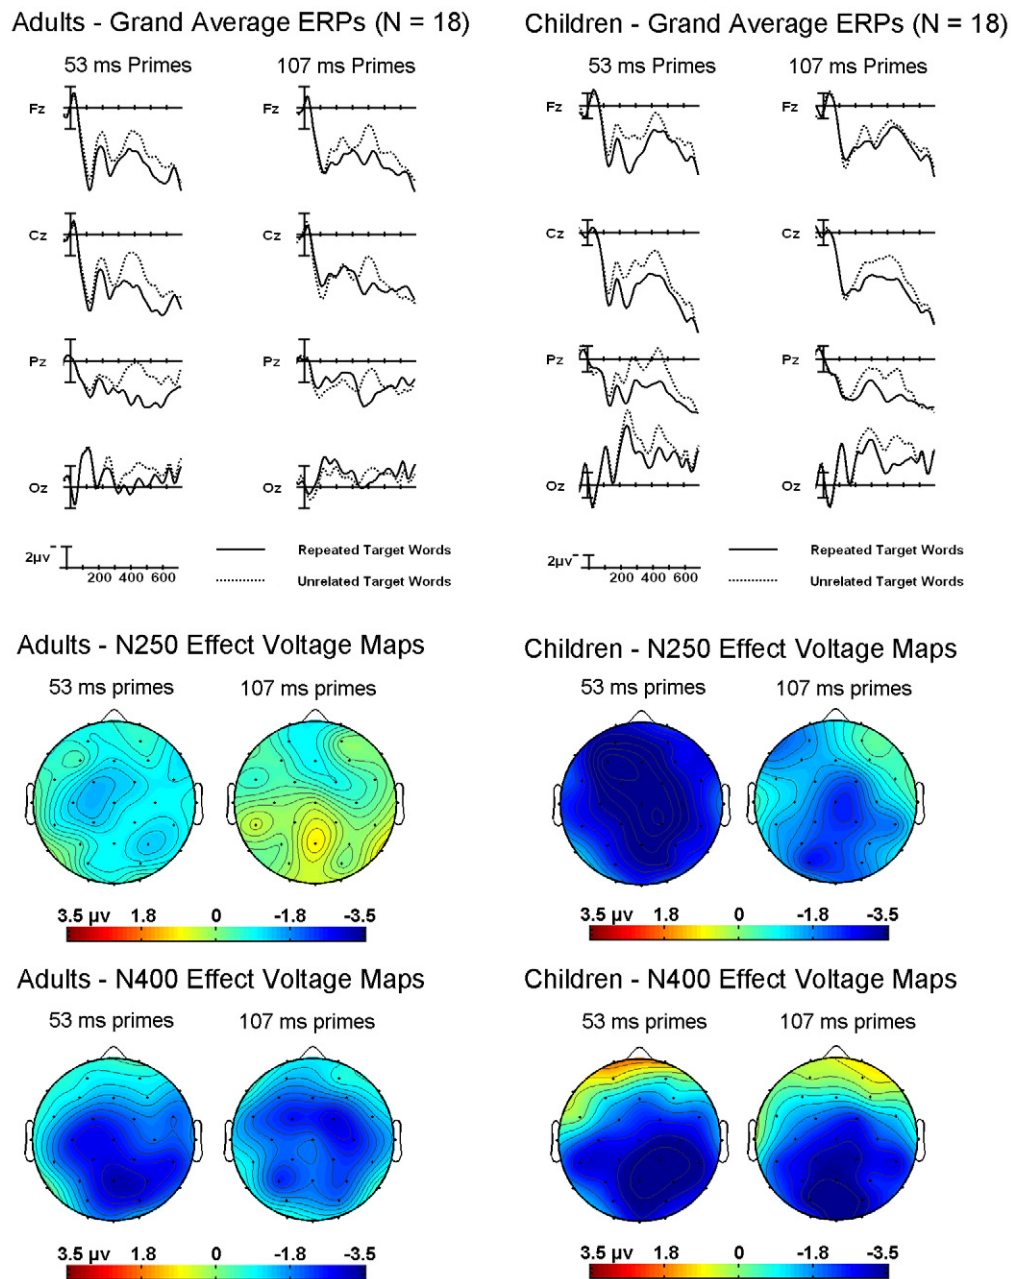 Adults - Grand Average ERPs (N = 18)
53 ms Primes
107 ms Primes
Fz
Fz
Cz
Cz
Pz
Pz
Oz
Oz
2µv
200 400 600
Repeated Target Words
Unrelated Target Words
Children - Grand Average ERPs (N = 18)
53 ms Primes
107 ms Primes
Fz
Fz
Cz
Cz
Pz
Pz
Oz
Oz
2µv
200 400 600
Repeated Target Words
Unrelated Target Words
Adults - N250 Effect Voltage Maps
53 ms primes
107 ms primes
3.5 µv 1.8 0 -1.8 -3.5
Children - N250 Effect Voltage Maps
53 ms primes
107 ms primes
3.5 µv 1.8 0 -1.8 -3.5
Adults - N400 Effect Voltage Maps
53 ms primes
107 ms primes
3.5 µv 1.8 0 -1.8 -3.5
Children - N400 Effect Voltage Maps
53 ms primes
107 ms primes
3.5 µv 1.8 0 -1.8 -3.5